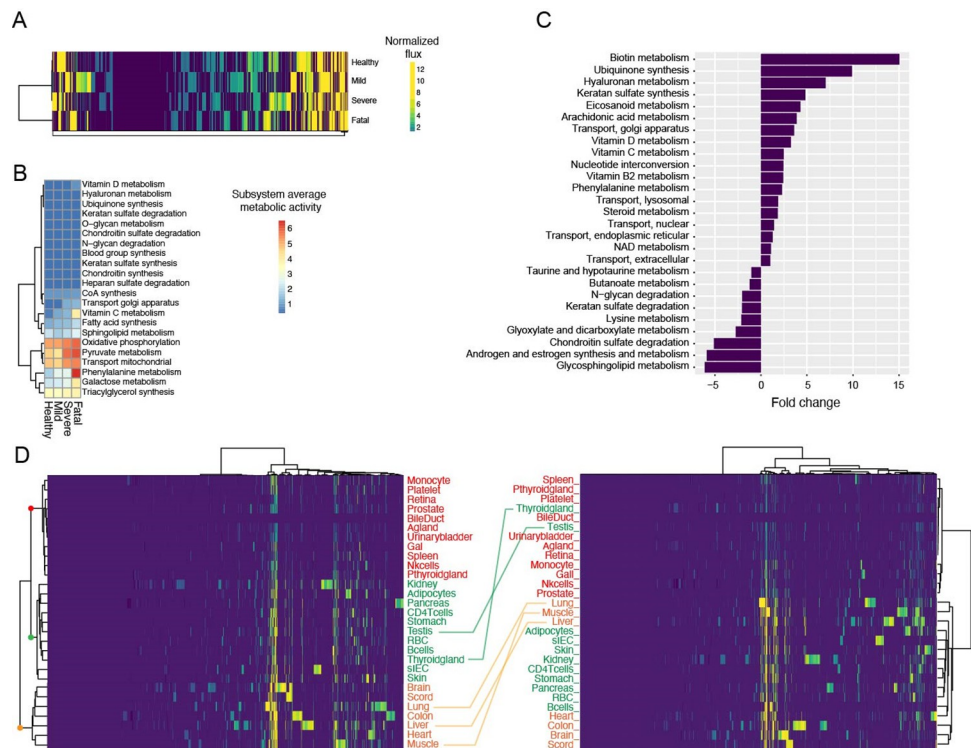 A
Normalized
flux
Healthy
Mild
Severe
Fatal
12
10
8
6
4
2
B
Vitamin D metabolism
Hyaluronan metabolism
Ubiquinone synthesis
Keratan sulfate degradation
O-glycan metabolism
Chondroitin sulfate degradation
N-glycan degradation
Blood group synthesis
Keratan sulfate synthesis
Chondroitin synthesis
Heparan sulfate degradation
CoA synthesis
Transport golgi apparatus
Vitamin C metabolism
Fatty acid synthesis
Sphingolipid metabolism
Oxidative phosphorylation
Pyruvate metabolism
Transport mitochondrial
Phenylalanine metabolism
Galactose metabolism
Triacylglycerol synthesis
Healthy
Mild
Severe
Fatal
Subsystem average
metabolic activity
6
5
4
3
2
1
C
Biotin metabolism
Ubiquinone synthesis
Hyaluronan metabolism
Keratan sulfate synthesis
Eicosanoid metabolism
Arachidonic acid metabolism
Transport, golgi apparatus
Vitamin D metabolism
Vitamin C metabolism
Nucleotide interconversion
Vitamin B2 metabolism
Phenylalanine metabolism
Transport, lysosomal
Steroid metabolism
Transport, nuclear
Transport, endoplasmic reticular
NAD metabolism
Transport, extracellular
Taurine and hypotaurine metabolism
Butanoate metabolism
N-glycan degradation
Keratan sulfate degradation
Lysine metabolism
Glyoxylate and dicarboxylate metabolism
Chondroitin sulfate degradation
Androgen and estrogen synthesis and metabolism
Glycosphingolipid metabolism
−5 0 5 10 15
Fold change
D
Monocyte
Platelet
Retina
Prostate
BileDuct
Agland
Urinarybladder
Gal
Spleen
Nkcells
Pthyroidgland
Kidney
Adipocytes
Pancreas
CD4Tcells
Stomach
Testis
RBC
Bcells
Thyroidgland
sIEC
Skin
Brain
Scord
Lung
Colon
Liver
Heart
Muscle
Spleen
Pthyroidgland
Platelet
Thyroidgland
BileDuct
Testis
Urinarybladder
Agland
Retina
Monocyte
Gall
Nkcells
Prostate
Lung
Muscle
Liver
Adipocytes
sIEC
Skin
Kidney
CD4Tcells
Stomach
Pancreas
RBC
Bcells
Heart
Colon
Brain
Scord